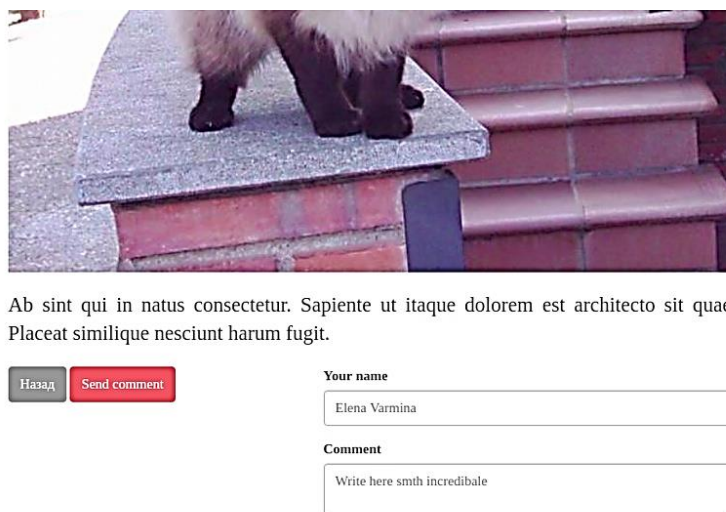 Ab sint qui in natus consectetur. Sapiente ut itaque dolorem est architecto sit quae
Placeat similique nesciunt harum fugit.
Назад Send comment
Your name
Elena Varmina
Comment
Write here smth incredibale